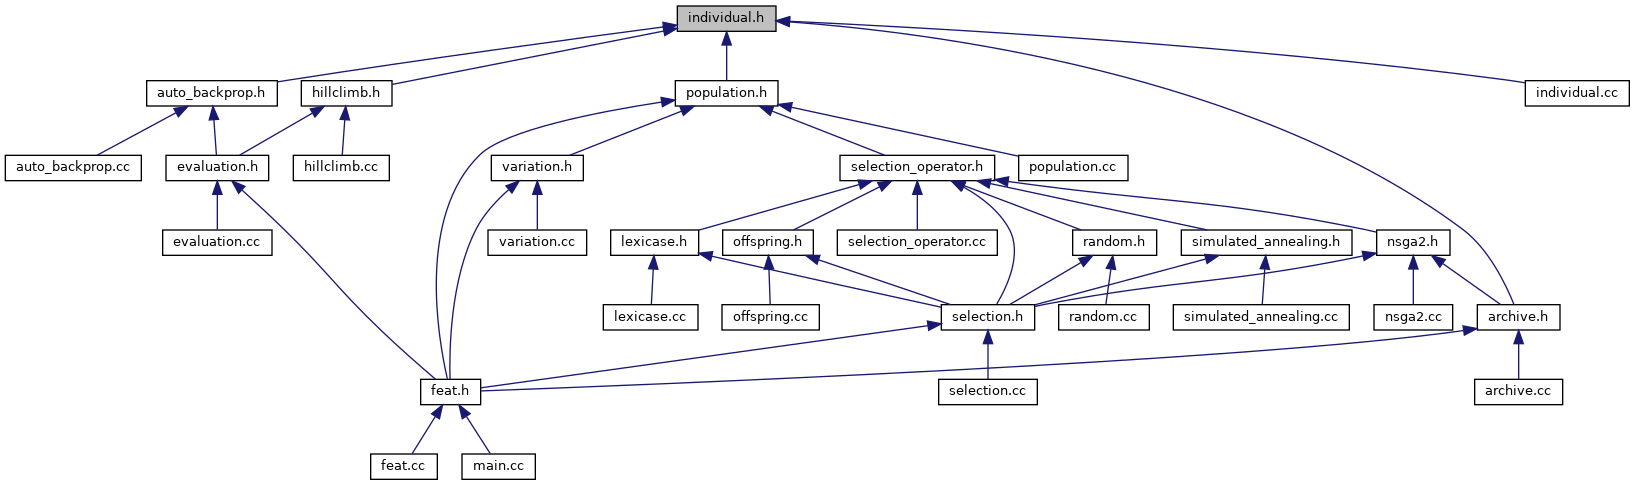 individual.h
auto_backprop.h
hillclimb.h
population.h
individual.cc
auto_backprop.cc
evaluation.h
hillclimb.cc
variation.h
selection_operator.h
population.cc
evaluation.cc
variation.cc
lexicase.h
offspring.h
selection_operator.cc
random.h
simulated_annealing.h
nsga2.h
lexicase.cc
offspring.cc
selection.h
random.cc
simulated_annealing.cc
nsga2.cc
archive.h
feat.h
selection.cc
archive.cc
feat.cc
main.cc